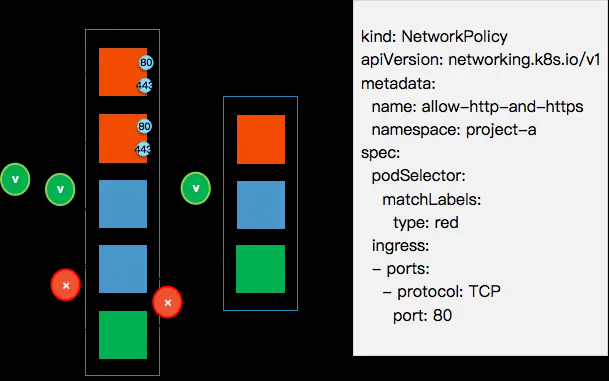 80
443
80
443
v
v
v
×
×
kind: NetworkPolicy
apiVersion: networking.k8s.io/v1
metadata:
name: allow-http-and-https
namespace: project-a
spec:
podSelector:
matchLabels:
type: red
ingress:
- ports:
- protocol: TCP
port: 80